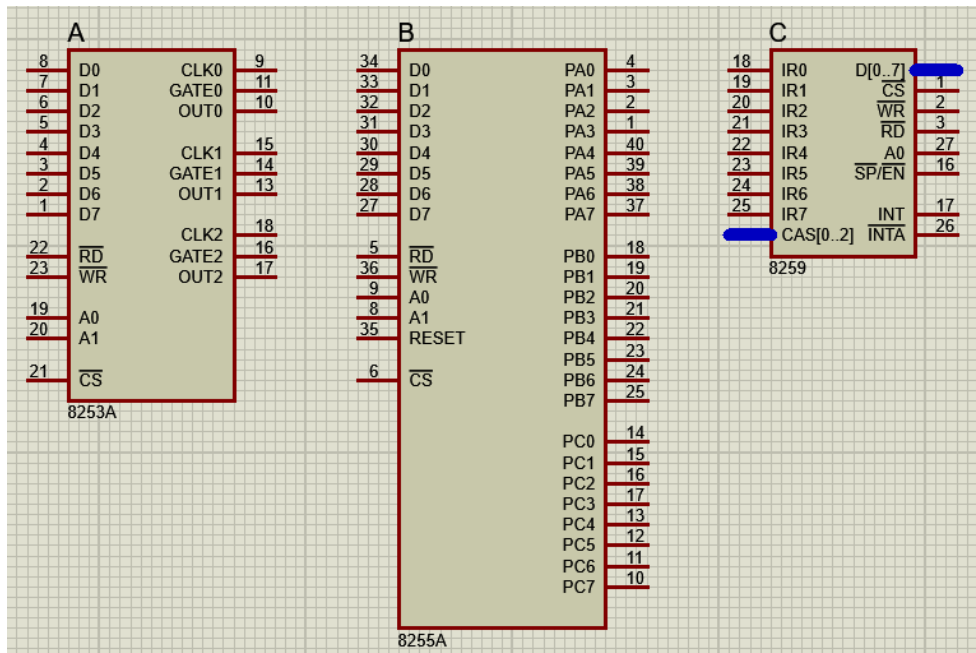 A
8 D0 CLK0 9
7 D1 GATE0 11
6 D2 OUT0 10
5 D3
4 D4 CLK1 15
3 D5 GATE1 14
2 D6 OUT1 13
1 D7
CLK2 18
22 RD GATE2 16
23 WR OUT2 17
19 A0
20 A1
21 CS
8253A
B
34 D0 PA0 4
33 D1 PA1 3
32 D2 PA2 2
31 D3 PA3 1
30 D4 PA4 40
29 D5 PA5 39
28 D6 PA6 38
27 D7 PA7 37
5 RD PB0 18
36 WR PB1 19
9 A0 PB2 20
8 A1 PB3 21
35 RESET PB4 22
PB5 23
6 CS PB6 24
PB7 25
PC0 14
PC1 15
PC2 16
PC3 17
PC4 13
PC5 12
PC6 11
PC7 10
8255A
C
18 IR0 D[0..7]
19 IR1 CS 1
20 IR2 WR 2
21 IR3 RD 3
22 IR4 A0 27
23 IR5 SP/EN 16
24 IR6
25 IR7 INT 17
CAS[0..2] INTA 26
8259